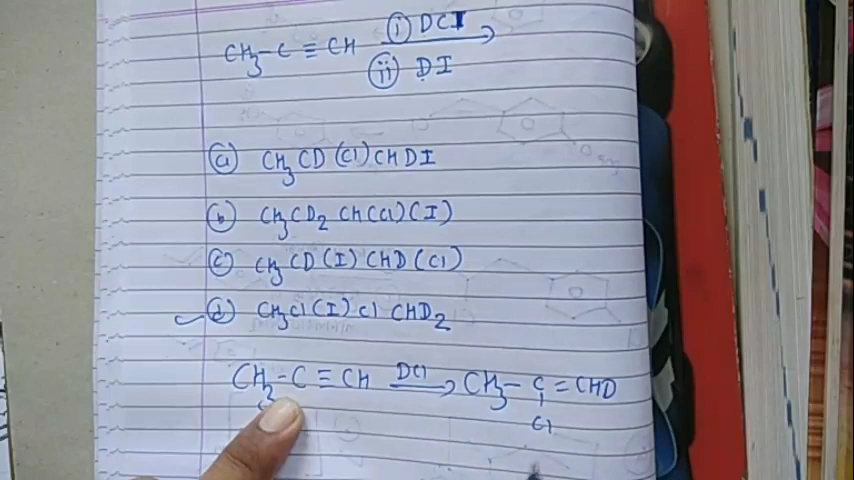 CH₃-C ≡ CH ⓘ DCl →
ⓘⓘ DI
ⓐ CH₃CD(Cl)CHDI
ⓑ CH₃CD₂CH(Cl)(I)
ⓒ CH₃CD(I)CHD(Cl)
ⓓ CH₃Cl(I)Cl CHD₂
CH₃-C ≡ CH DCl → CH₃-C=CHD
Cl